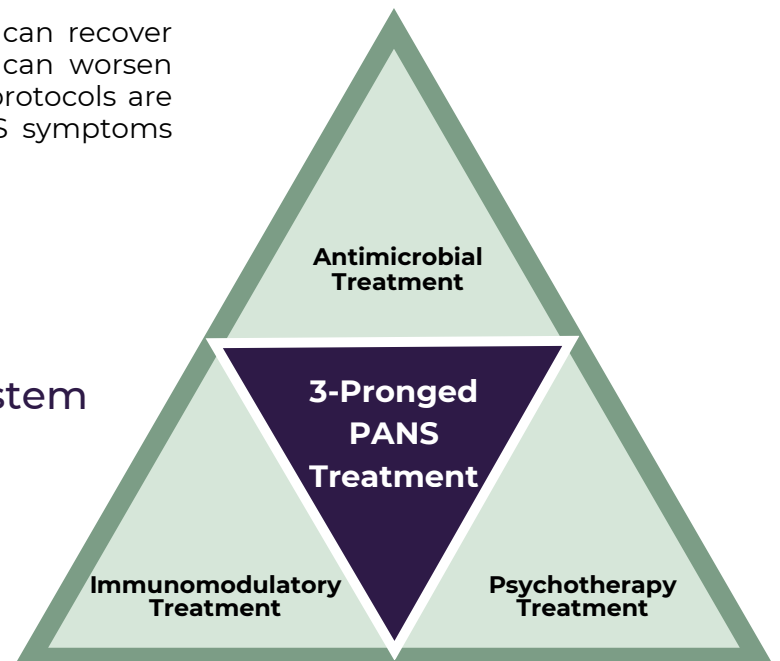 can recover
can worsen
protocols are
S symptoms
Antimicrobial
Treatment
stem
3-Pronged
PANS
Treatment
Immunomodulatory
Treatment
Psychotherapy
Treatment